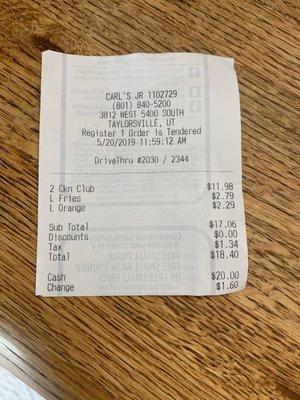 CARL'S JR 1102729
(801) 840-5200
3812 WEST 5400 SOUTH
TAYLORSVILLE, UT
Register 1 Order is Tendered
5/20/2019 11:59:12 AM
DriveThru #2030 / 2344
2 Ckn Club $11.98
L Fries $2.79
L Orange $2.29
Sub Total $17.06
Discounts $0.00
Tax $1.34
Total $18.40
Cash $20.00
Change $1.60